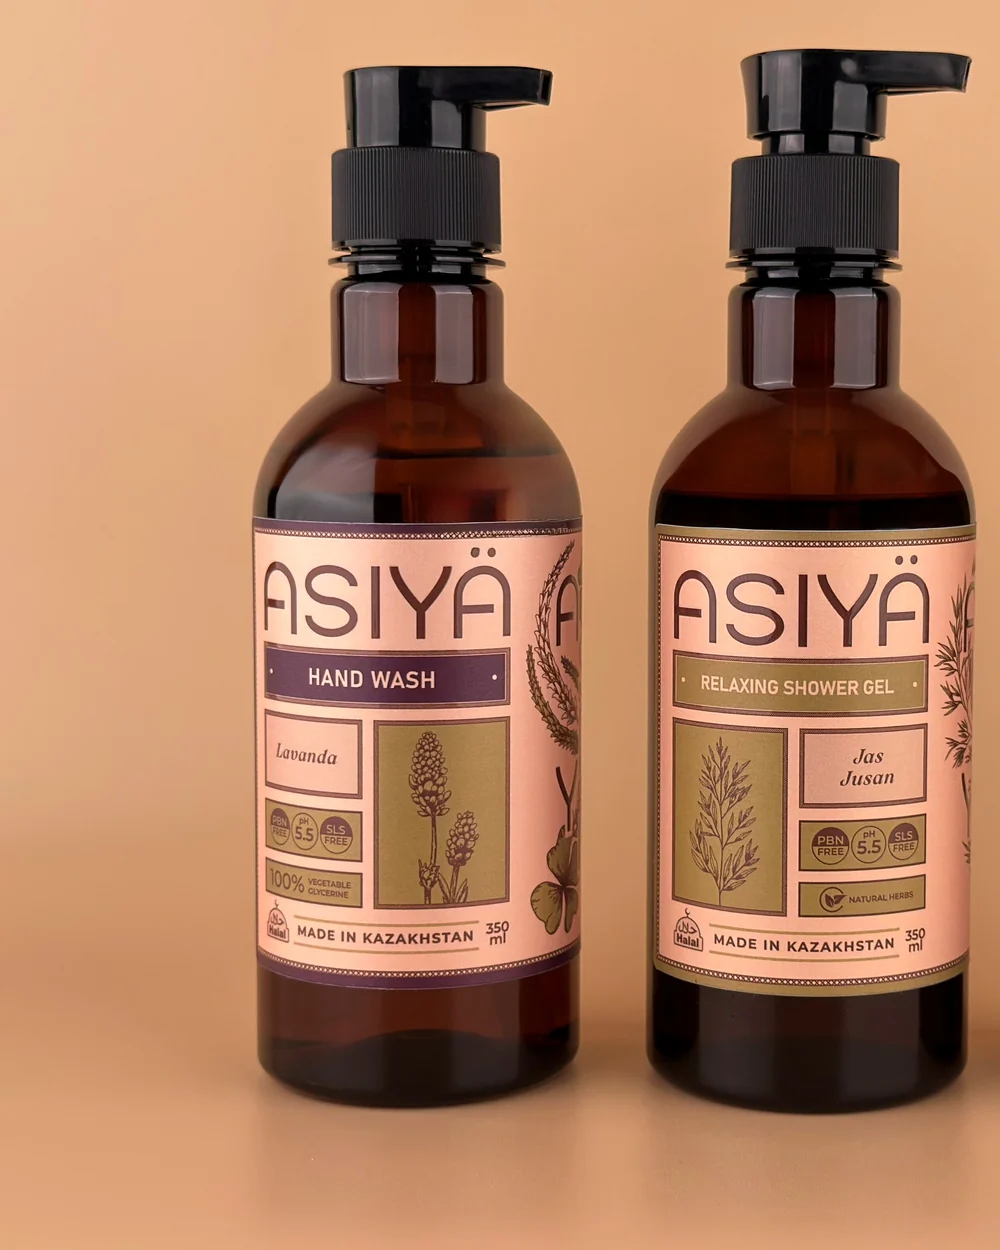 ASIYÄ
HAND WASH
Lavanda
PBN
FREE
pH
5.5
SLS
FREE
100% VEGETABLE
GLYCERINE
حلال
Halal
MADE IN KAZAKHSTAN
350
ml
ASIYÄ
RELAXING SHOWER GEL
Jas
Jusan
PBN
FREE
pH
5.5
SLS
FREE
NATURAL HERBS
حلال
Halal
MADE IN KAZAKHSTAN
350
ml